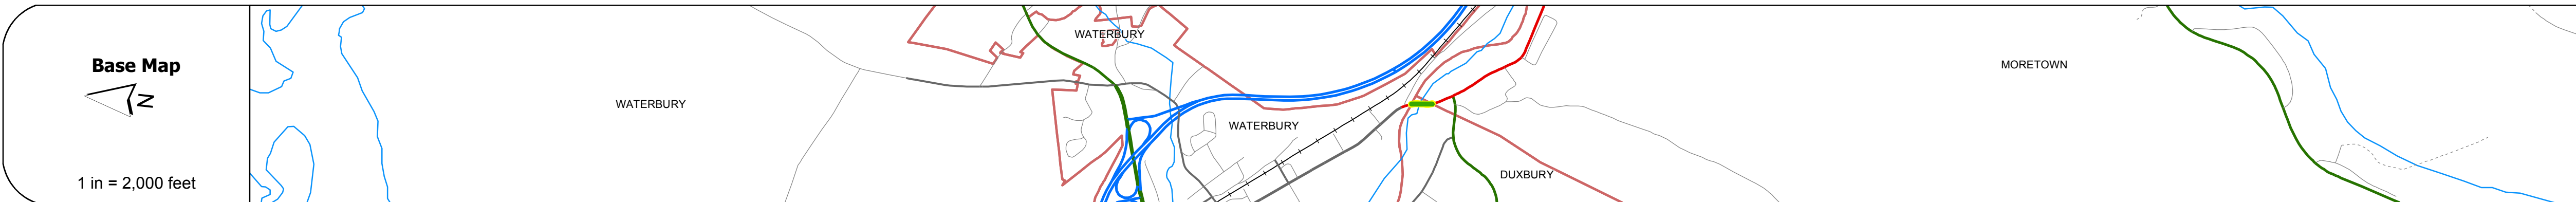 Base Map
N
1 in = 2,000 feet
WATERBURY
WATERBURY
WATERBURY
DUXBURY
MORETOWN